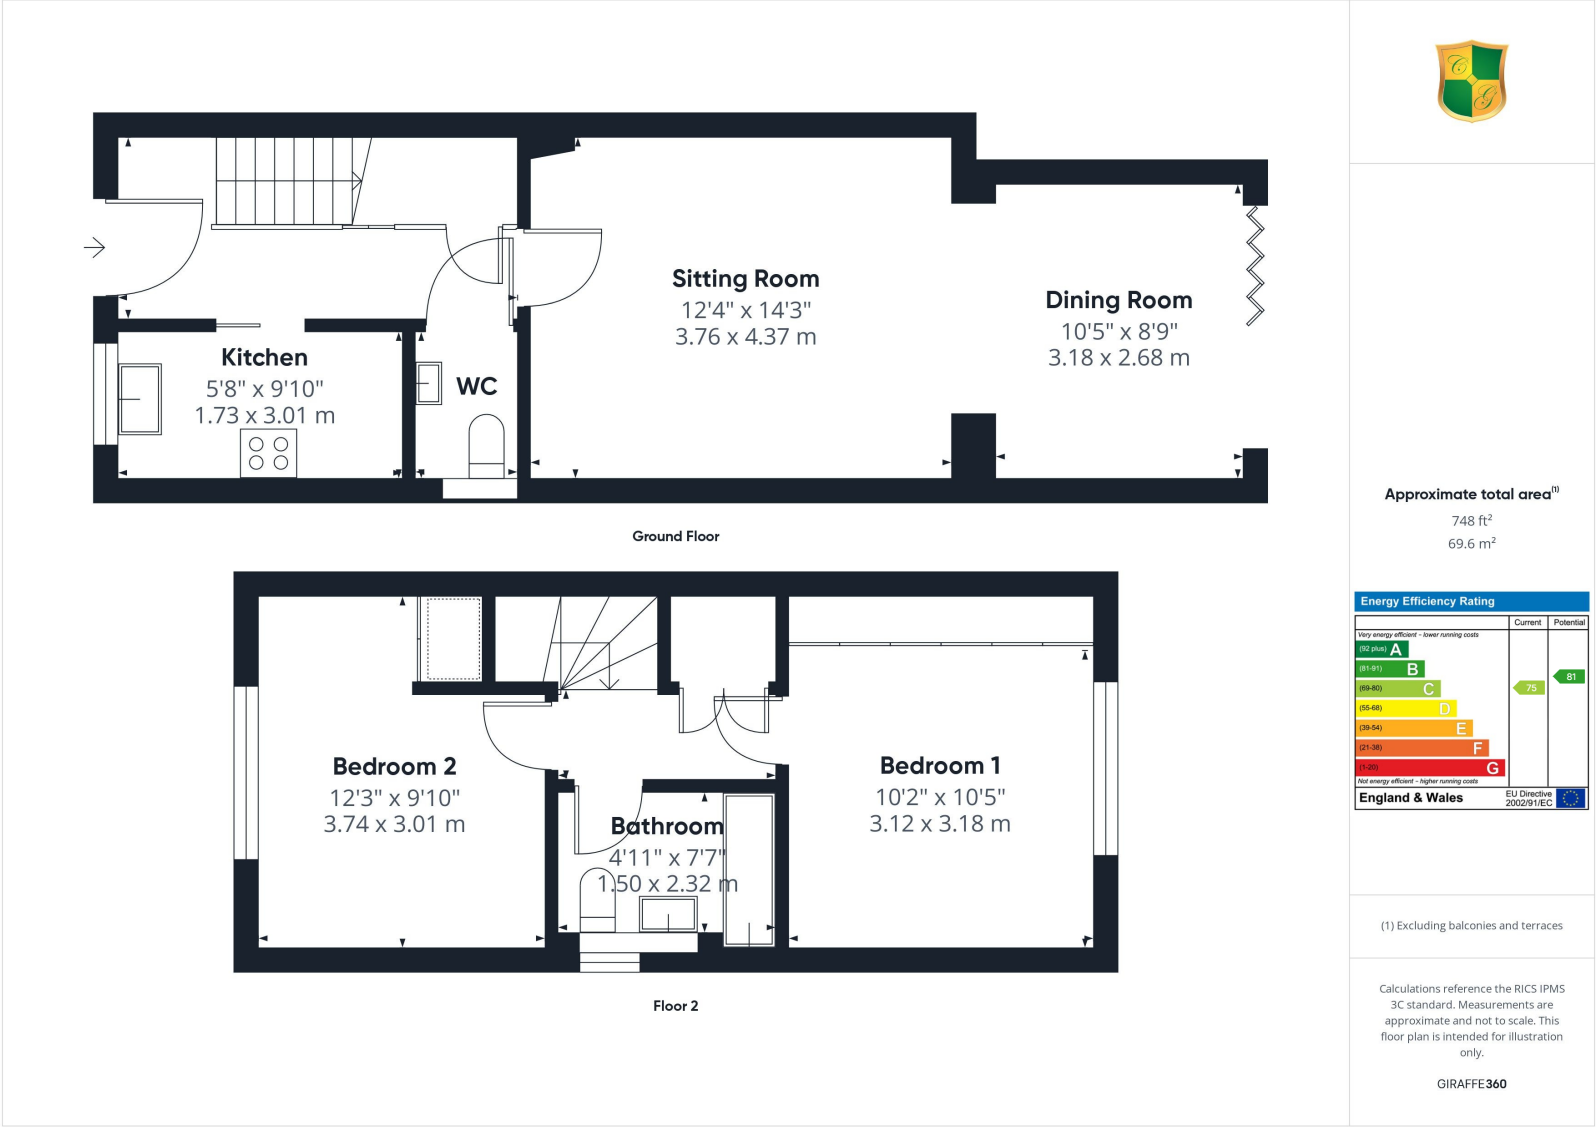 Kitchen
5'8" x 9'10"
1.73 x 3.01 m
WC
Sitting Room
12'4" x 14'3"
3.76 x 4.37 m
Dining Room
10'5" x 8'9"
3.18 x 2.68 m
Ground Floor
Bedroom 2
12'3" x 9'10"
3.74 x 3.01 m
Bathroom
4'11" x 7'7"
1.50 x 2.32 m
Bedroom 1
10'2" x 10'5"
3.12 x 3.18 m
Floor 2
C
G
Approximate total area(1)
748 ft²
69.6 m²
Energy Efficiency Rating
Current Potential
Very energy efficient - lower running costs
(92 plus) A
(81-91) B
(69-80) C
(55-68) D
(39-54) E
(21-38) F
(1-20) G
75
81
Not energy efficient - higher running costs
England & Wales
EU Directive
2002/91/EC
(1) Excluding balconies and terraces
Calculations reference the RICS IPMS
3C standard. Measurements are
approximate and not to scale. This
floor plan is intended for illustration
only.
GIRAFFE360